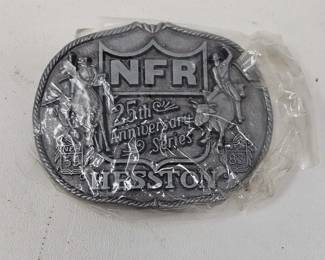 NFR
25th
Anniversary
Series
HESSTON